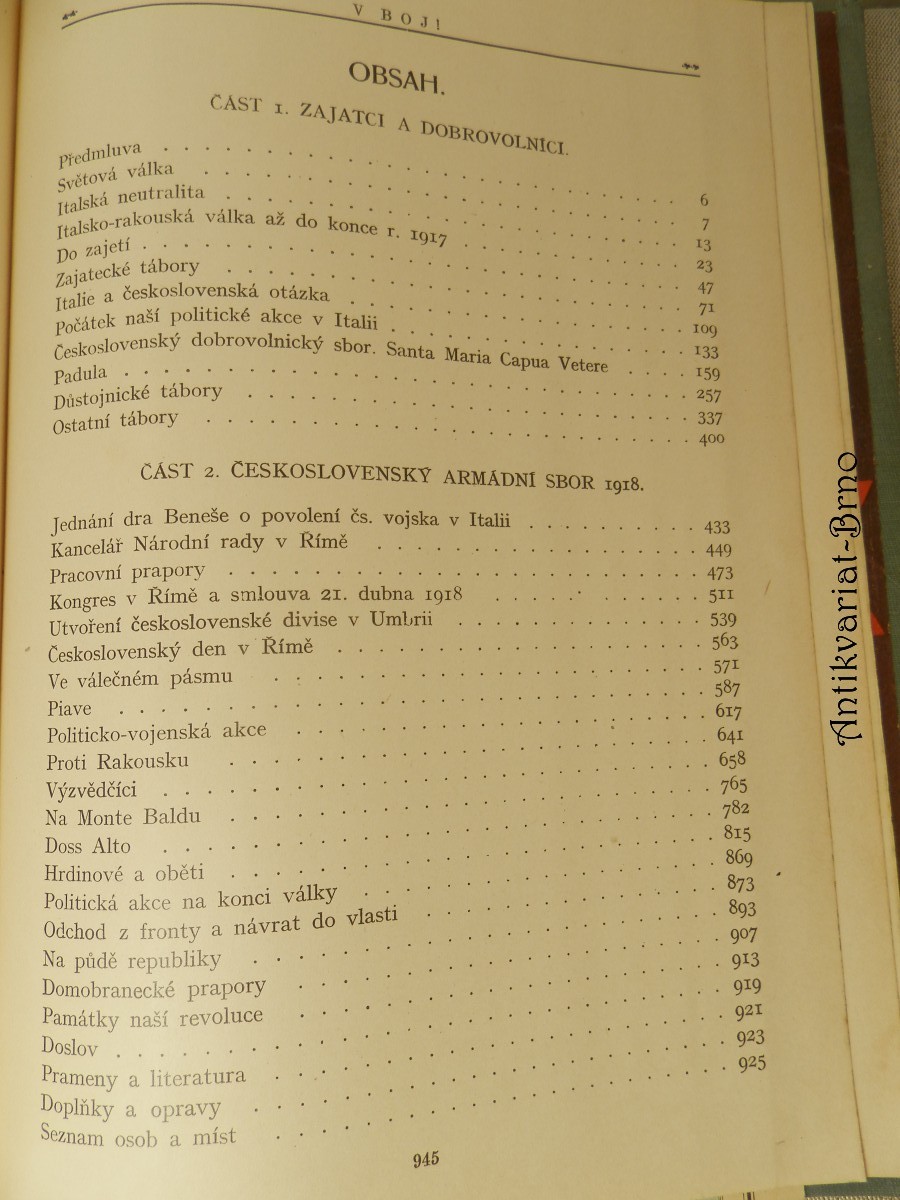 V BOJ!
OBSAH.
ČÁST 1. ZAJATCI A DOBROVOLNÍCI.
Předmluva . . . . . . . . . . . . . . . . . . . . 6
Světová válka . . . . . . . . . . . . . . . . . . 7
Italská neutralita . . . . . . . . . . . . . . . . 13
Italsko-rakouská válka až do konce r. 1917 . . . . . . . . 23
Do zajetí . . . . . . . . . . . . . . . . . . . . 47
Zajatecké tábory . . . . . . . . . . . . . . . . . 71
Italie a československá otázka . . . . . . . . . . . . 109
Počátek naší politické akce v Italii . . . . . . . . . . 133
Československý dobrovolnický sbor. Santa Maria Capua Vetere . . . . 159
Padula . . . . . . . . . . . . . . . . . . . . . 257
Důstojnické tábory . . . . . . . . . . . . . . . . 337
Ostatní tábory . . . . . . . . . . . . . . . . . . 400
ČÁST 2. ČESKOSLOVENSKÝ ARMÁDNÍ SBOR 1918.
Jednání dra Beneše o povolení čs. vojska v Italii . . . . . . . 433
Kancelář Národní rady v Římě . . . . . . . . . . . . 449
Pracovní prapory . . . . . . . . . . . . . . . . . 473
Kongres v Římě a smlouva 21. dubna 1918 . . . . . . . . 511
Utvoření československé divise v Umbrii . . . . . . . . . 539
Československý den v Římě . . . . . . . . . . . . . 563
Ve válečném pásmu . . . . . . . . . . . . . . . . 571
Piave . . . . . . . . . . . . . . . . . . . . . 587
Politicko-vojenská akce . . . . . . . . . . . . . . . 617
Proti Rakousku . . . . . . . . . . . . . . . . . . 641
Výzvědčíci . . . . . . . . . . . . . . . . . . . 658
Na Monte Baldu . . . . . . . . . . . . . . . . . . 765
Doss Alto . . . . . . . . . . . . . . . . . . . . 782
Hrdinové a oběti . . . . . . . . . . . . . . . . . 815
Politická akce na konci války . . . . . . . . . . . . 869
Odchod z fronty a návrat do vlasti . . . . . . . . . . . 873
Na půdě republiky . . . . . . . . . . . . . . . . . 893
Domobranecké prapory . . . . . . . . . . . . . . . 907
Památky naší revoluce . . . . . . . . . . . . . . . 913
Doslov . . . . . . . . . . . . . . . . . . . . . 919
Prameny a literatura . . . . . . . . . . . . . . . . 921
Doplňky a opravy . . . . . . . . . . . . . . . . . 923
Seznam osob a míst . . . . . . . . . . . . . . . . 925
945
Antikvariat-Brno